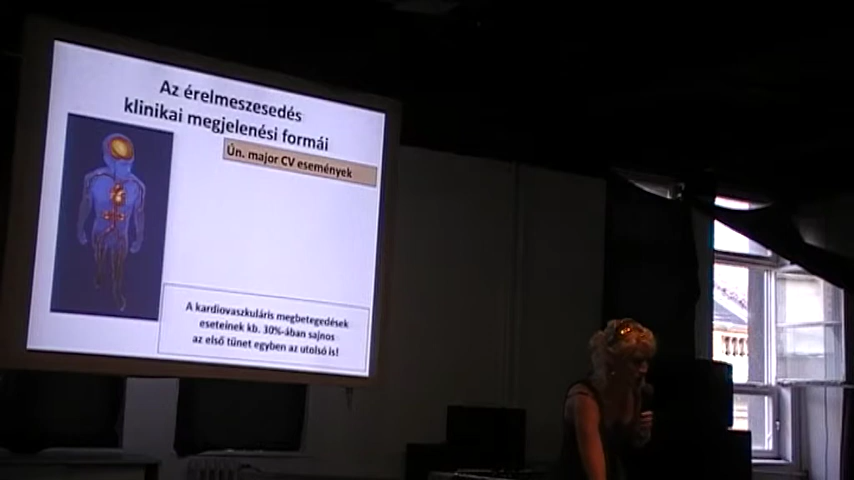 Az érelmeszesedés
klinikai megjelenési formái
Ún. major CV események
A kardiovaszkuláris megbetegedések
eseteinek kb. 30%-ában sajnos
az első tünet egyben az utolsó is!